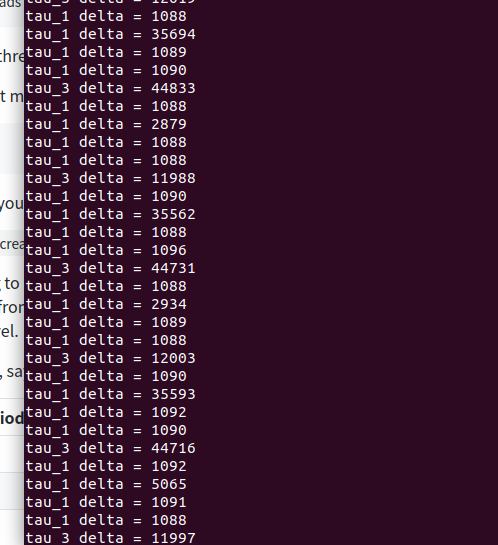 ads
tau_1 delta = 1088
tau_1 delta = 35694
tau_1 delta = 1089
tau_1 delta = 1090
tau_3 delta = 44833
tau_1 delta = 1088
tau_1 delta = 2879
tau_1 delta = 1088
tau_1 delta = 1088
tau_3 delta = 11988
tau_1 delta = 1090
tau_1 delta = 35562
tau_1 delta = 1088
tau_1 delta = 1096
tau_3 delta = 44731
tau_1 delta = 1088
tau_1 delta = 2934
tau_1 delta = 1089
tau_1 delta = 1088
tau_3 delta = 12003
tau_1 delta = 1090
tau_1 delta = 35593
tau_1 delta = 1092
tau_1 delta = 1090
tau_3 delta = 44716
tau_1 delta = 1092
tau_1 delta = 5065
tau_1 delta = 1091
tau_1 delta = 1088
tau_3 delta = 11997
thre
t m
you
crea
to
fror
el.
, sa
iod